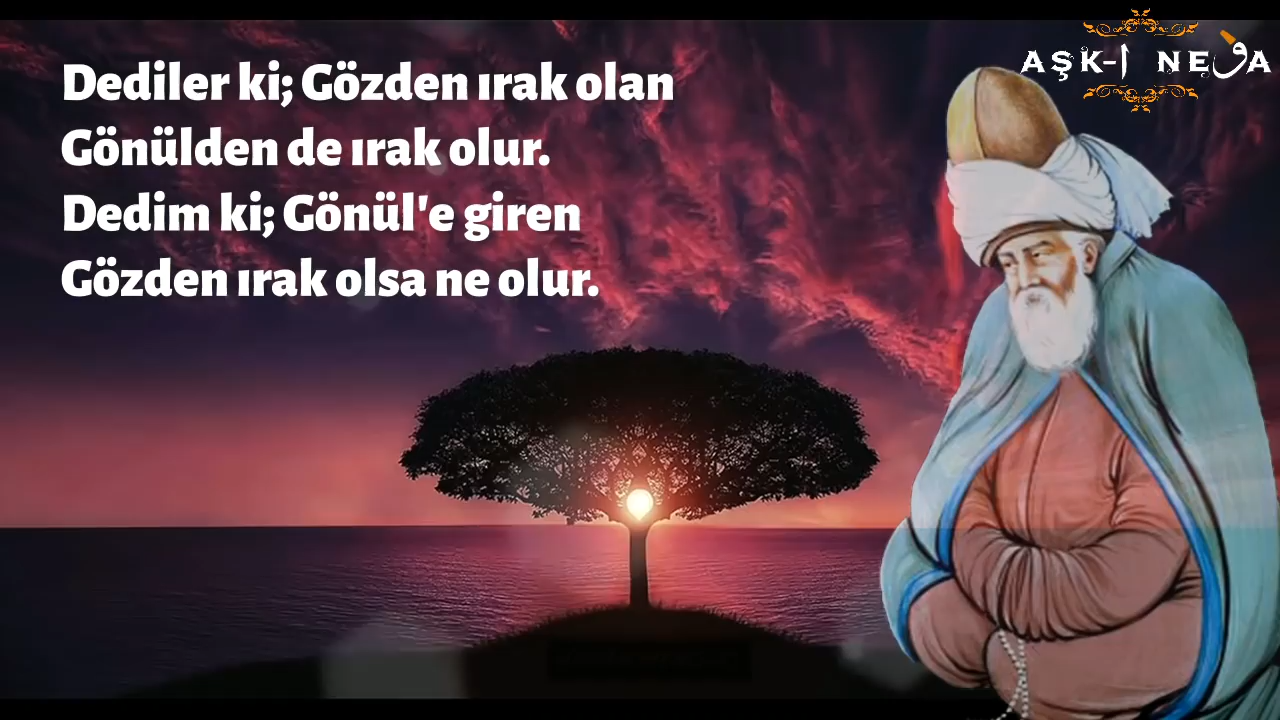 Dediler ki; Gözden ırak olan
Gönülden de ırak olur.
Dedim ki; Gönül'e giren
Gözden ırak olsa ne olur.
AŞK-I NEVA